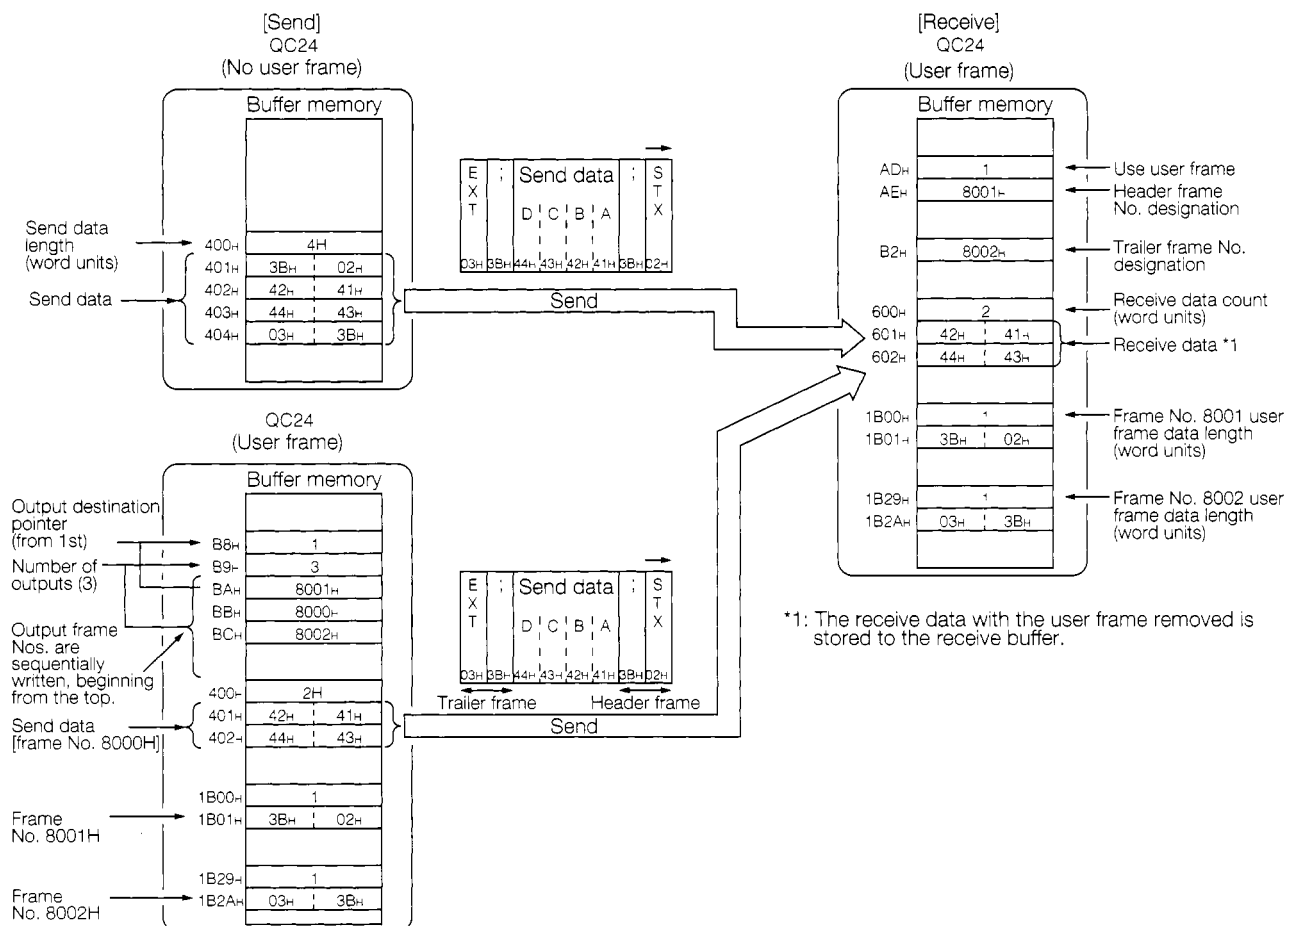 [Send]
QC24
(No user frame)
Buffer memory
Send data
length
(word units)
400H 4H
401H 3BH 02H
Send data
402H 42H 41H
403H 44H 43H
404H 03H 3BH
EXT ; Send data ; STX
D C B A
03H 3BH 44H 43H 42H 41H 3BH 02H
Send
[Receive]
QC24
(User frame)
Buffer memory
ADH 1 Use user frame
AEH 8001H Header frame
No. designation
B2H 8002H Trailer frame No.
designation
600H 2 Receive data count
(word units)
601H 42H 41H
Receive data *1
602H 44H 43H
1B00H 1 Frame No. 8001 user
frame data length
(word units)
1B01H 3BH 02H
1B29H 1 Frame No. 8002 user
frame data length
(word units)
1B2AH 03H 3BH
*1: The receive data with the user frame removed is
stored to the receive buffer.
QC24
(User frame)
Buffer memory
Output destination
pointer
(from 1st)
B8H 1
Number of
outputs (3)
B9H 3
BAH 8001H
BBH 8000H
BCH 8002H
Output frame
Nos. are
sequentially
written, beginning
from the top.
400H 2H
401H 42H 41H
Send data
[frame No. 8000H]
402H 44H 43H
1B00H 1
Frame
No. 8001H
1B01H 3BH 02H
1B29H 1
Frame
No. 8002H
1B2AH 03H 3BH
EXT ; Send data ; STX
D C B A
03H 3BH 44H 43H 42H 41H 3BH 02H
Trailer frame Header frame
Send